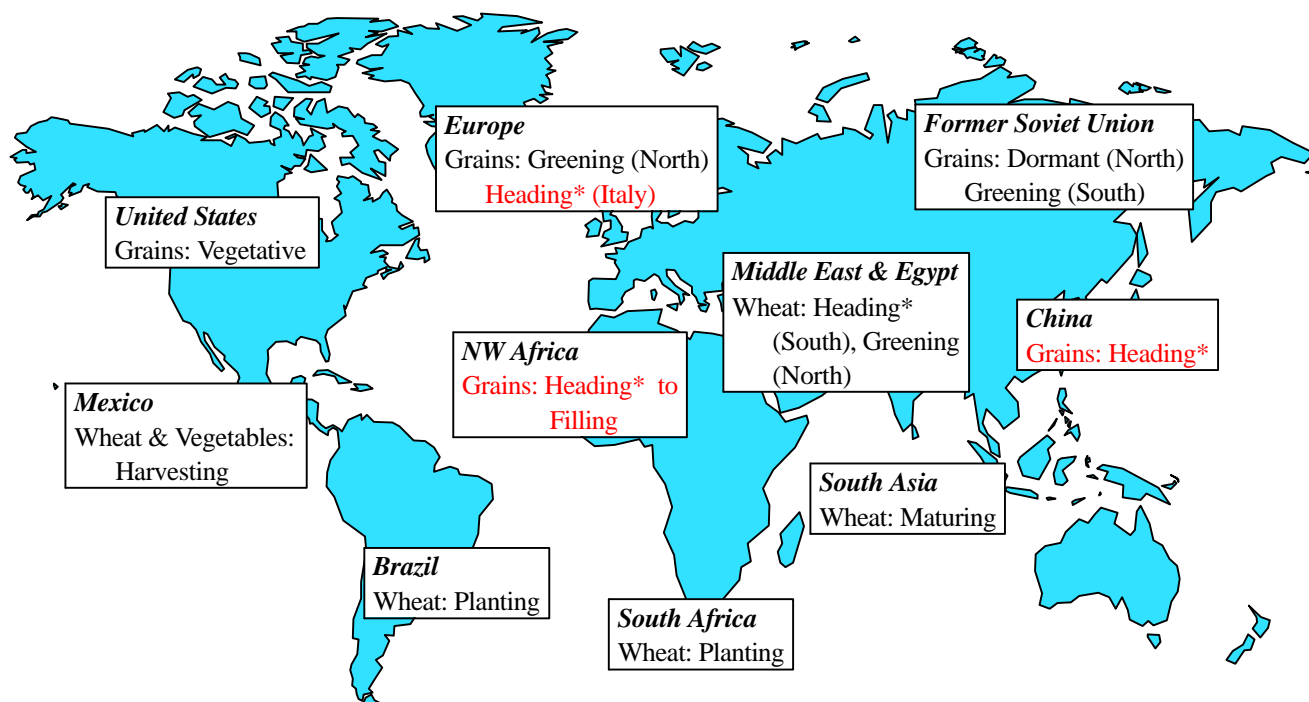 Europe
Grains: Greening (North)
Heading* (Italy)
Former Soviet Union
Grains: Dormant (North)
Greening (South)
United States
Grains: Vegetative
Middle East & Egypt
Wheat: Heading*
(South), Greening
(North)
China
Grains: Heading*
NW Africa
Grains: Heading* to
Filling
Mexico
Wheat & Vegetables:
Harvesting
South Asia
Wheat: Maturing
Brazil
Wheat: Planting
South Africa
Wheat: Planting